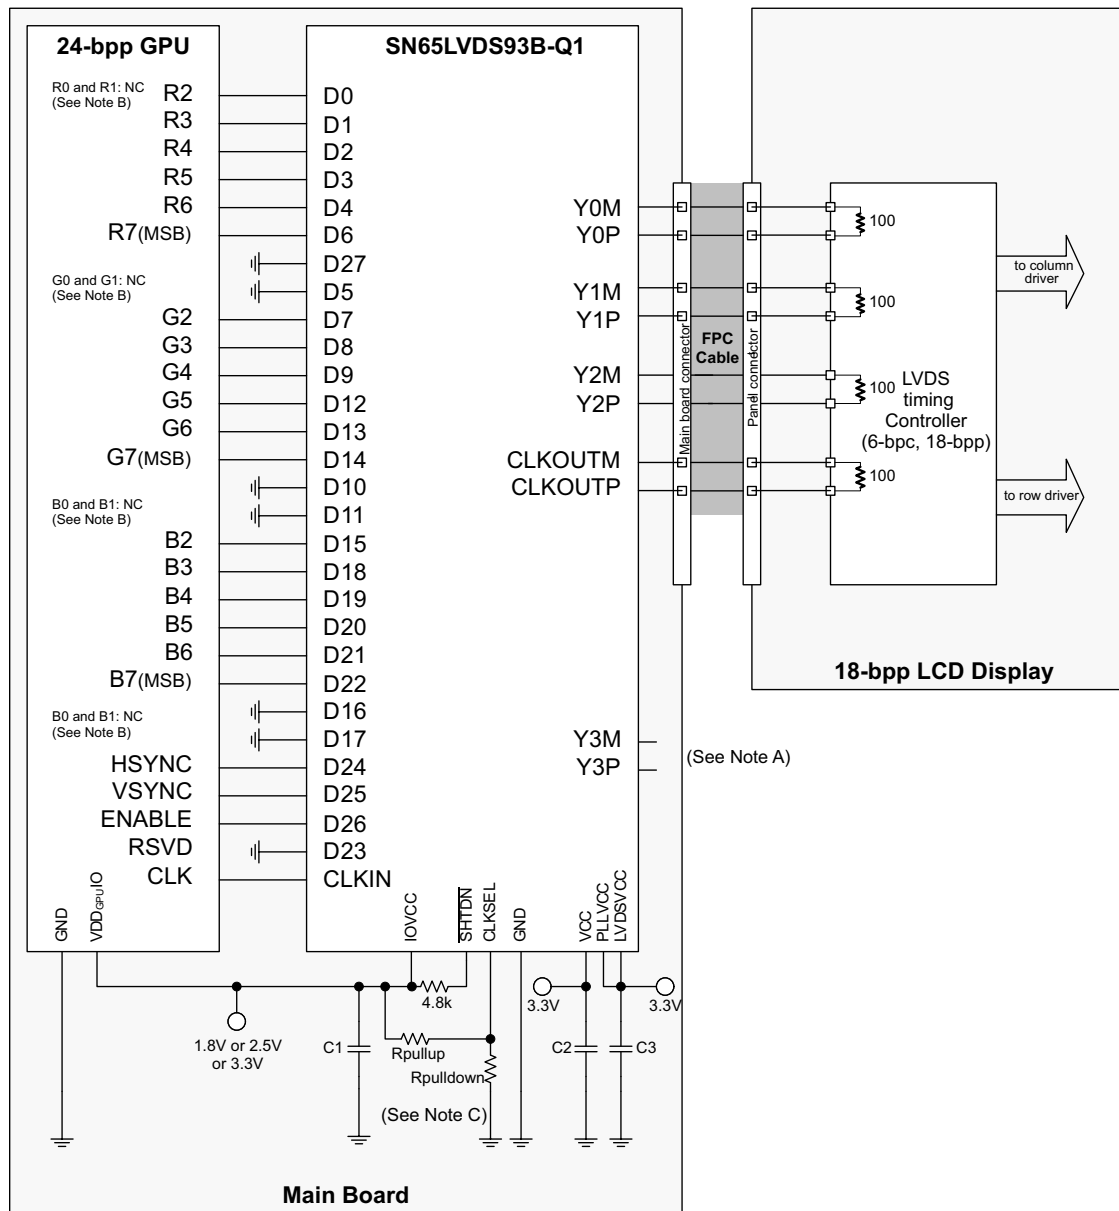 24-bpp GPU
SN65LVDS93B-Q1
R0 and R1: NC
(See Note B)
R2
D0
R3
D1
R4
D2
R5
D3
R6
D4
R7(MSB)
D6
D27
G0 and G1: NC
(See Note B)
D5
G2
D7
G3
D8
G4
D9
G5
D12
G6
D13
G7(MSB)
D14
D10
B0 and B1: NC
(See Note B)
D11
B2
D15
B3
D18
B4
D19
B5
D20
B6
D21
B7(MSB)
D22
B0 and B1: NC
(See Note B)
D16
D17
HSYNC
D24
VSYNC
D25
ENABLE
D26
RSVD
D23
CLK
CLKIN
Y0M
Y0P
Y1M
Y1P
Y2M
Y2P
CLKOUTM
CLKOUTP
Y3M
Y3P
(See Note A)
Main board connector
FPC
Cable
Panel connector
100
100
100
100
LVDS
timing
Controller
(6-bpc, 18-bpp)
to column
driver
to row driver
18-bpp LCD Display
GND
VDDGPUIO
IOVCC
SHTDN
CLKSEL
GND
VCC
PLLVCC
LVDSVCC
4.8k
3.3V
3.3V
1.8V or 2.5V
or 3.3V
C1
Rpullup
Rpulldown
C2
C3
(See Note C)
Main Board